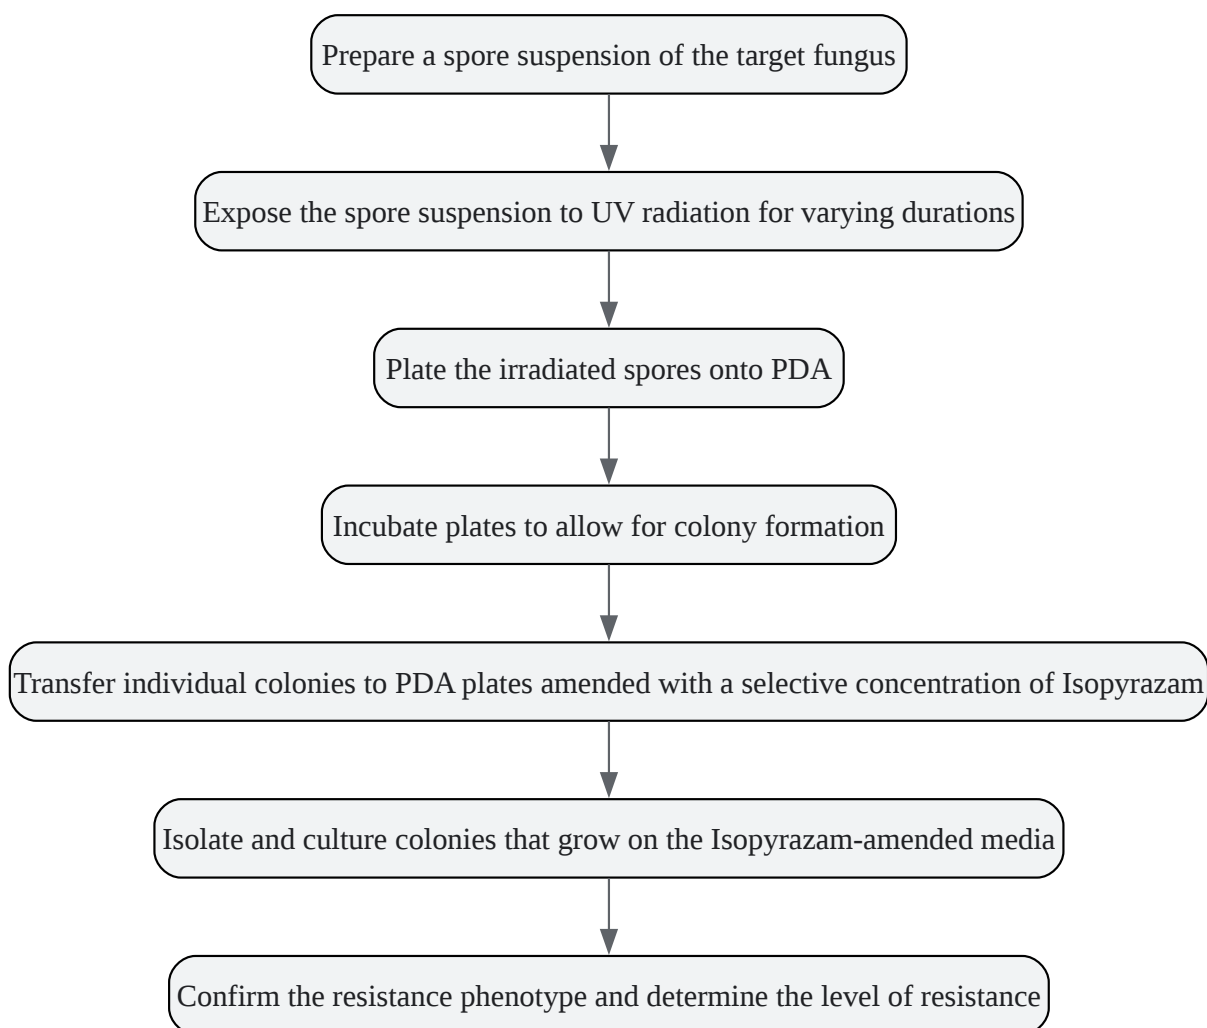 Prepare a spore suspension of the target fungus
Expose the spore suspension to UV radiation for varying durations
Plate the irradiated spores onto PDA
Incubate plates to allow for colony formation
Transfer individual colonies to PDA plates amended with a selective concentration of Isopyrazam
Isolate and culture colonies that grow on the Isopyrazam-amended media
Confirm the resistance phenotype and determine the level of resistance